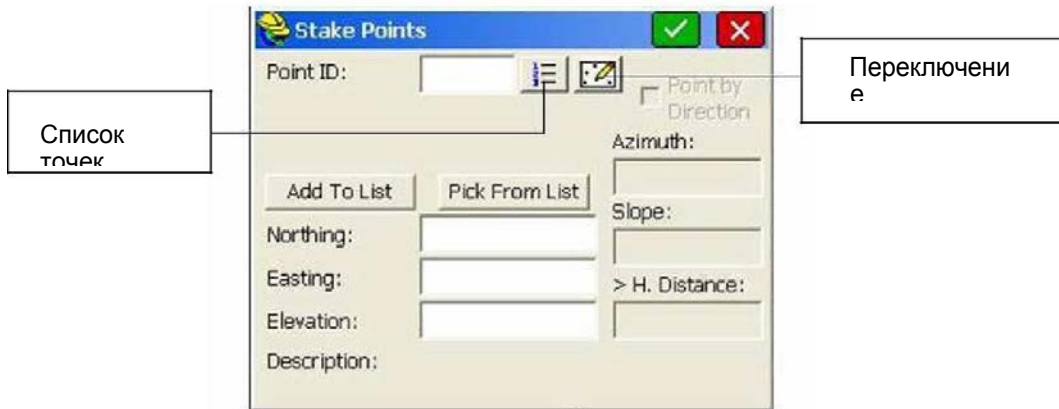 Stake Points
Point ID:
Point by
Direction
Переключени
е
Список
точек
Azimuth:
Add To List
Pick From List
Slope:
Northing:
Easting:
> H. Distance:
Elevation:
Description: